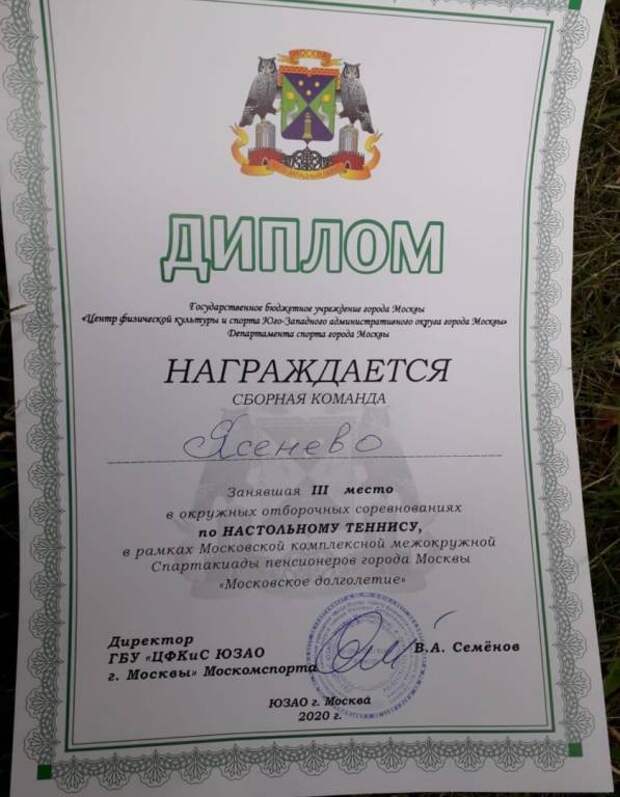 МОСКВА
ДИПЛОМ
Государственное бюджетное учреждение города Москвы
«Центр физической культуры и спорта Юго-Западного административного округа города Москвы»
Департамента спорта города Москвы
НАГРАЖДАЕТСЯ
СБОРНАЯ КОМАНДА
Ясенево
Занявшая III место
в окружных отборочных соревнованиях
по НАСТОЛЬНОМУ ТЕННИСУ,
в рамках Московской комплексной межокружной
Спартакиады пенсионеров города Москвы
«Московское долголетие»
Директор
ГБУ «ЦФКиС ЮЗАО
г. Москвы» Москомспорта
В.А. Семёнов
ЮЗАО г. Москва
2020 г.